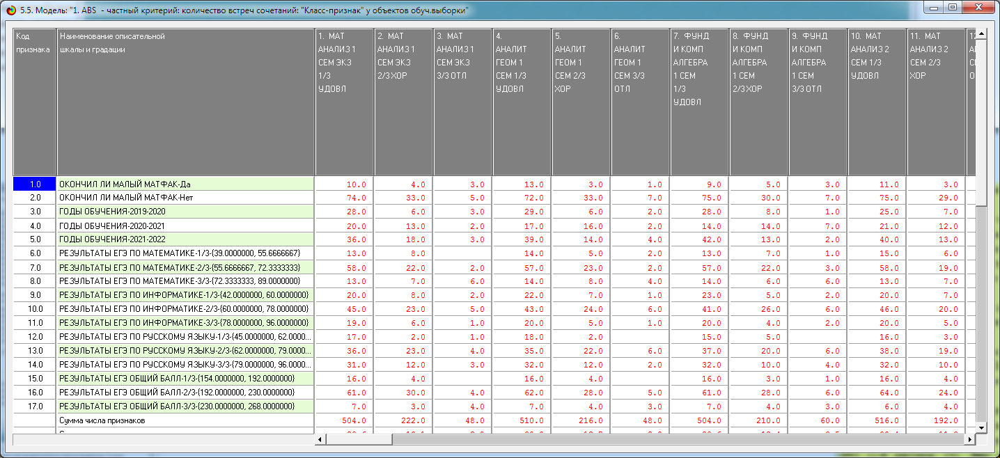 5.5. Модель: "1. ABS - частный критерий: количество встреч сочетаний: "Класс-признак" у объектов обуч.выборки"
Код признака Наименование описательной шкалы и градации 1. МАТ АНАЛИЗ 1 СЕМ ЭКЗ 1/3 УДОВЛ 2. МАТ АНАЛИЗ 1 СЕМ ЭКЗ 2/3 ХОР 3. МАТ АНАЛИЗ 1 СЕМ ЭКЗ 3/3 ОТЛ 4. АНАЛИТ ГЕОМ 1 СЕМ 1/3 УДОВЛ 5. АНАЛИТ ГЕОМ 1 СЕМ 2/3 ХОР 6. АНАЛИТ ГЕОМ 1 СЕМ 3/3 ОТЛ 7. ФУНД И КОМП АЛГЕБРА 1 СЕМ 1/3 УДОВЛ 8. ФУНД И КОМП АЛГЕБРА 1 СЕМ 2/3 ХОР 9. ФУНД И КОМП АЛГЕБРА 1 СЕМ 3/3 ОТЛ 10. МАТ АНАЛИЗ 2 СЕМ 1/3 УДОВЛ 11. МАТ АНАЛИЗ 2 СЕМ 2/3 ХОР
1.0 ОКОНЧИЛ ЛИ МАЛЫЙ МАТФАК-Да 10.0 4.0 3.0 13.0 3.0 1.0 9.0 5.0 3.0 11.0 3.0
2.0 ОКОНЧИЛ ЛИ МАЛЫЙ МАТФАК-Нет 74.0 33.0 5.0 72.0 33.0 7.0 75.0 30.0 7.0 75.0 29.0
3.0 ГОДЫ ОБУЧЕНИЯ-2019-2020 28.0 6.0 3.0 29.0 6.0 2.0 28.0 8.0 1.0 25.0 7.0
4.0 ГОДЫ ОБУЧЕНИЯ-2020-2021 20.0 13.0 2.0 17.0 16.0 2.0 14.0 14.0 7.0 21.0 12.0
5.0 ГОДЫ ОБУЧЕНИЯ-2021-2022 36.0 18.0 3.0 39.0 14.0 4.0 42.0 13.0 2.0 40.0 13.0
6.0 РЕЗУЛЬТАТЫ ЕГЭ ПО МАТЕМАТИКЕ-1/3-{39.0000000, 55.6666667} 13.0 8.0 14.0 5.0 2.0 13.0 7.0 1.0 15.0 6.0
7.0 РЕЗУЛЬТАТЫ ЕГЭ ПО МАТЕМАТИКЕ-2/3-{55.6666667, 72.3333333} 58.0 22.0 2.0 57.0 23.0 2.0 57.0 22.0 3.0 58.0 19.0
8.0 РЕЗУЛЬТАТЫ ЕГЭ ПО МАТЕМАТИКЕ-3/3-{72.3333333, 89.0000000} 13.0 7.0 6.0 14.0 8.0 4.0 14.0 6.0 6.0 13.0 7.0
9.0 РЕЗУЛЬТАТЫ ЕГЭ ПО ИНФОРМАТИКЕ-1/3-{42.0000000, 60.0000000} 20.0 8.0 2.0 22.0 7.0 1.0 23.0 5.0 2.0 20.0 7.0
10.0 РЕЗУЛЬТАТЫ ЕГЭ ПО ИНФОРМАТИКЕ-2/3-{60.0000000, 78.0000000} 45.0 23.0 5.0 43.0 24.0 6.0 41.0 26.0 6.0 46.0 20.0
11.0 РЕЗУЛЬТАТЫ ЕГЭ ПО ИНФОРМАТИКЕ-3/3-{78.0000000, 96.0000000} 19.0 6.0 1.0 20.0 5.0 1.0 20.0 4.0 2.0 20.0 5.0
12.0 РЕЗУЛЬТАТЫ ЕГЭ ПО РУССКОМУ ЯЗЫКУ-1/3-{45.0000000, 62.0000... 17.0 2.0 1.0 18.0 2.0 15.0 5.0 16.0 3.0
13.0 РЕЗУЛЬТАТЫ ЕГЭ ПО РУССКОМУ ЯЗЫКУ-2/3-{62.0000000, 79.0000... 36.0 23.0 4.0 35.0 22.0 6.0 37.0 20.0 6.0 38.0 19.0
14.0 РЕЗУЛЬТАТЫ ЕГЭ ПО РУССКОМУ ЯЗЫКУ-3/3-{79.0000000, 96.0000... 31.0 12.0 3.0 32.0 12.0 2.0 32.0 10.0 4.0 32.0 10.0
15.0 РЕЗУЛЬТАТЫ ЕГЭ ОБЩИЙ БАЛЛ-1/3-{154.0000000, 192.0000000} 16.0 4.0 16.0 4.0 16.0 3.0 1.0 16.0 4.0
16.0 РЕЗУЛЬТАТЫ ЕГЭ ОБЩИЙ БАЛЛ-2/3-{192.0000000, 230.0000000} 61.0 30.0 4.0 62.0 28.0 5.0 61.0 28.0 6.0 64.0 24.0
17.0 РЕЗУЛЬТАТЫ ЕГЭ ОБЩИЙ БАЛЛ-3/3-{230.0000000, 268.0000000} 7.0 3.0 4.0 7.0 4.0 3.0 7.0 4.0 3.0 6.0 4.0
Сумма числа признаков 504.0 222.0 48.0 510.0 216.0 48.0 504.0 210.0 60.0 516.0 192.0